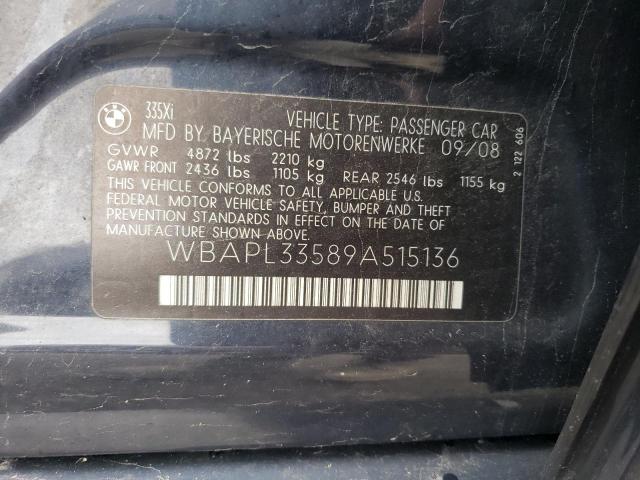 BMW
335Xi
VEHICLE TYPE: PASSENGER CAR
MFD BY BAYERISCHE MOTORENWERKE 09/08
GVWR 4872 lbs 2210 kg
GAWR FRONT 2436 lbs 1105 kg REAR 2546 lbs 1155 kg
THIS VEHICLE CONFORMS TO ALL APPLICABLE U.S.
FEDERAL MOTOR VEHICLE SAFETY, BUMPER AND THEFT
PREVENTION STANDARDS IN EFFECT ON THE DATE OF
MANUFACTURE SHOWN ABOVE.
WBAPL33589A515136
2 122 606